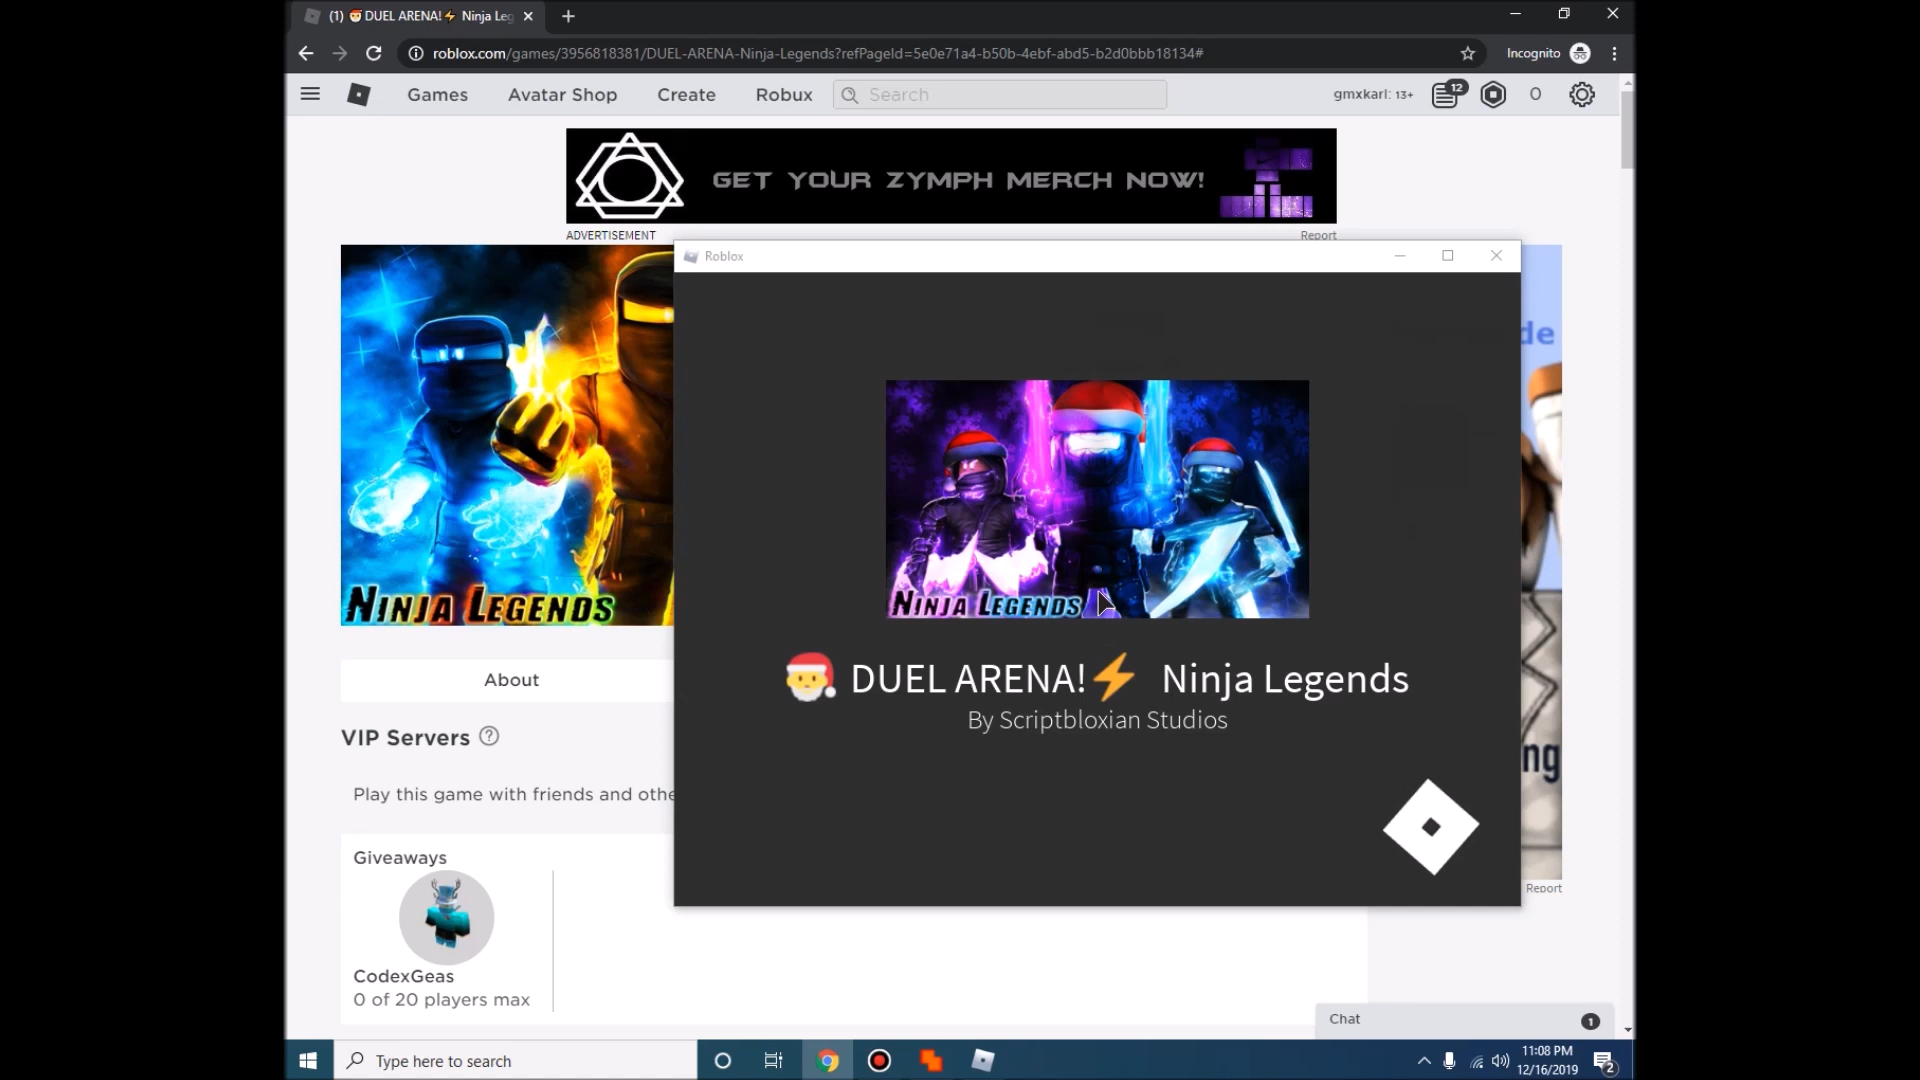 (1) 🎅DUEL ARENA!⚡ Ninja Leg
roblox.com/games/3956818381/DUEL-ARENA-Ninja-Legends?refPageId=5e0e71a4-b50b-4ebf-abd5-b2d0bbb18134#
Incognito
Games
Avatar Shop
Create
Robux
Search
gmxkarl: 13+
12
0
GET YOUR ZYMPH MERCH NOW!
ADVERTISEMENT
Report
Roblox
NINJA LEGENDS
de
NINJA LEGENDS
🎅 DUEL ARENA!⚡ Ninja Legends
By Scriptbloxian Studios
ng
Report
About
VIP Servers ?
Play this game with friends and othe
Giveaways
CodexGeas
0 of 20 players max
Chat
1
Type here to search
11:08 PM
12/16/2019
2